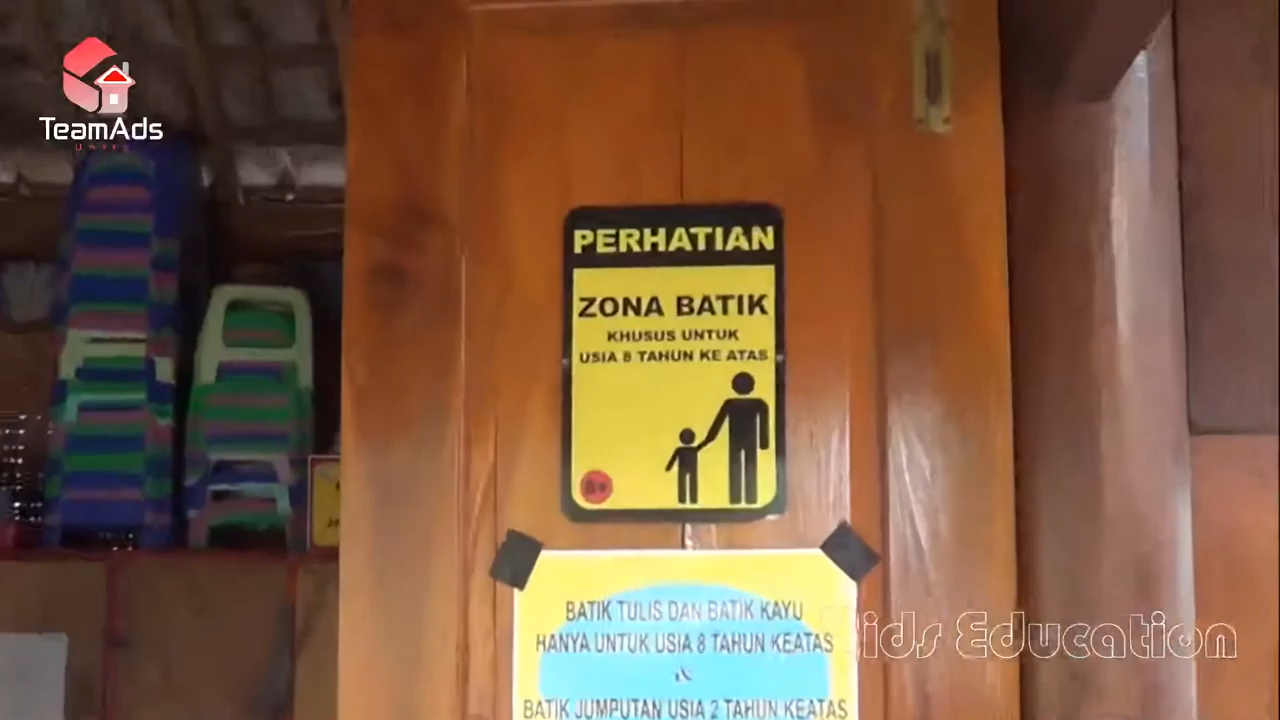 TeamAds
PERHATIAN
ZONA BATIK
KHUSUS UNTUK
USIA 8 TAHUN KE ATAS
8+
BATIK TULIS DAN BATIK KAYU
HANYA UNTUK USIA 8 TAHUN KEATAS
&
BATIK JUMPUTAN USIA 2 TAHUN KEATAS
Kids Education